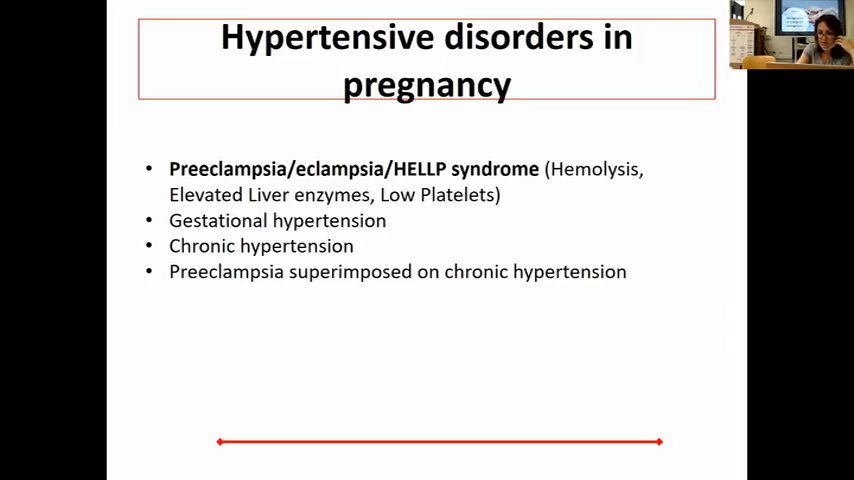 Hypertensive disorders in
pregnancy
• Preeclampsia/eclampsia/HELLP syndrome (Hemolysis,
Elevated Liver enzymes, Low Platelets)
• Gestational hypertension
• Chronic hypertension
• Preeclampsia superimposed on chronic hypertension